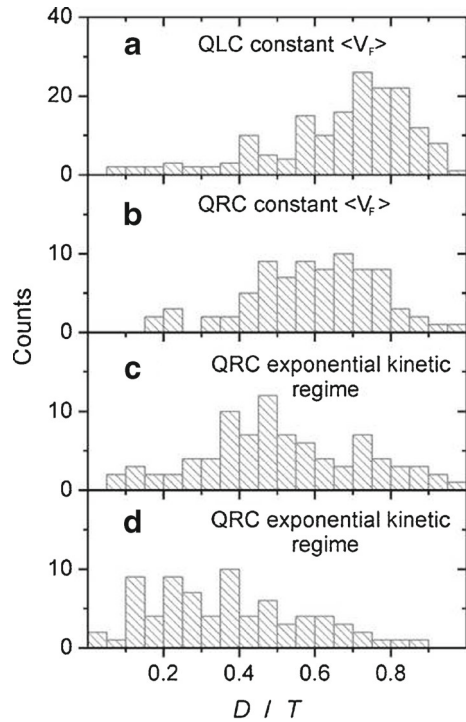 a QLC constant <V_F>
40
20
0
b QRC constant <V_F>
10
0
Counts
c QRC exponential kinetic
regime
10
0
d QRC exponential kinetic
regime
10
0
0.2 0.4 0.6 0.8
D / T